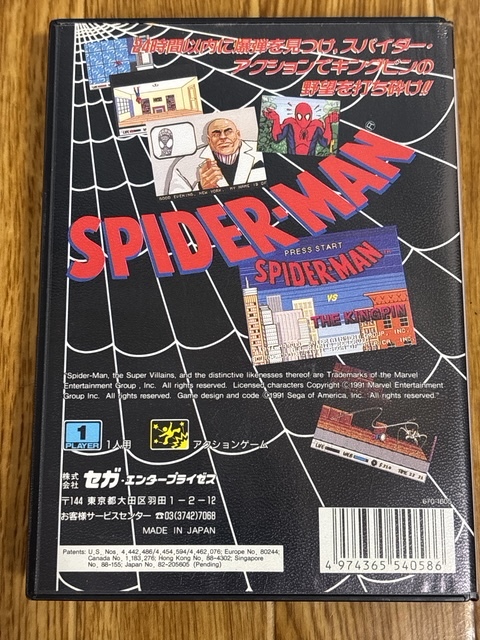 24時間以内に爆弾を見つけ、スパイダー・
アクションでキングピンの
野望を打ち砕け!!
GOOD EVENING, NEW YORK. MY NAME IS
SPIDER-MAN
PRESS START
SPIDER-MAN
VS
THE KINGPIN
"Spider-Man, the Super Villains, and the distinctive likenesses thereof are Trademarks of the Marvel
Entertainment Group, Inc. All rights reserved. Licensed characters Copyright ©1991 Marvel Entertainment
Group Inc. All rights reserved. Game design and code ©1991 Sega of America, Inc. All rights reserved."
1
PLAYER
1人用
アクションゲーム
株式
会社
セガ・エンタープライゼス
〒144 東京都大田区羽田1-2-12
お客様サービスセンター ☎03(3742)7068
MADE IN JAPAN
Patents: U.S. Nos. 4,442,486/4,454,594/4,462,076; Europe No. 80244;
Canada No. 1,183,276; Hong Kong No. 88-4302; Singapore
No. 88-155; Japan No. 82-205605 (Pending)
4 974365 540586